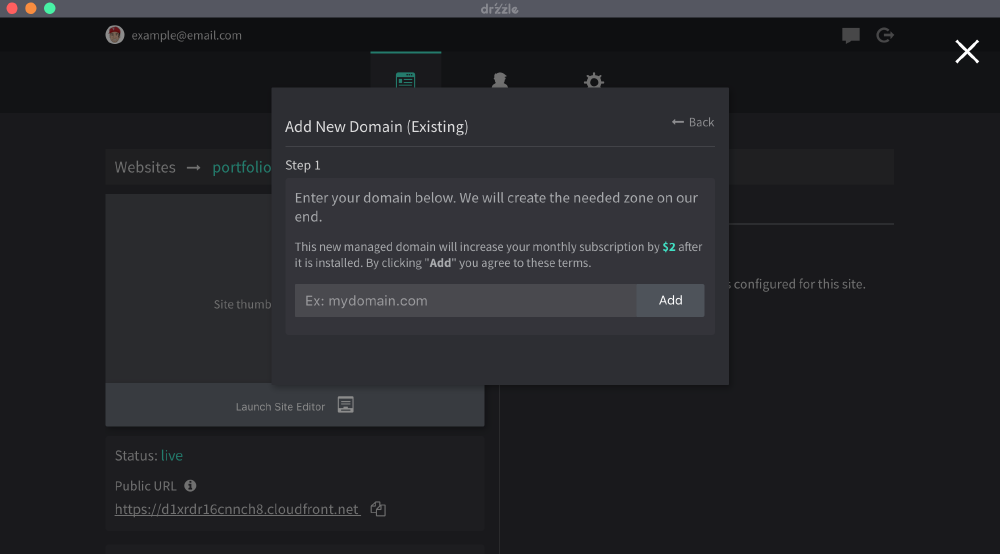 drzzle
example@email.com
Add New Domain (Existing)
Back
Websites
portfolio
Step 1
Enter your domain below. We will create the needed zone on our
end.
This new managed domain will increase your monthly subscription by $2 after
it is installed. By clicking "Add" you agree to these terms.
Ex: mydomain.com
Add
configured for this site.
Site thumb
Launch Site Editor
Status: live
Public URL
https://d1xrdr16cnnch8.cloudfront.net